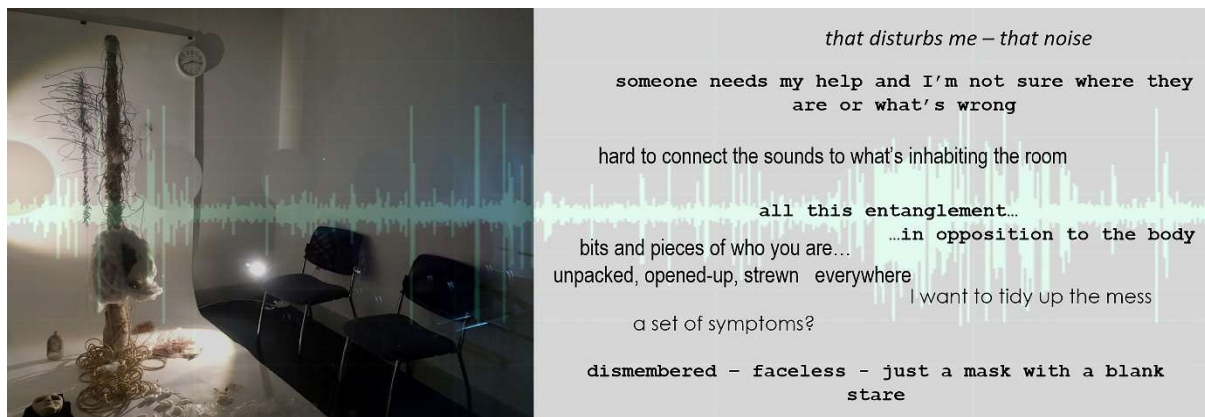 that disturbs me – that noise
someone needs my help and I’m not sure where they
are or what’s wrong
hard to connect the sounds to what’s inhabiting the room
all this entanglement…
…in opposition to the body
bits and pieces of who you are…
unpacked, opened-up, strewn everywhere
I want to tidy up the mess
a set of symptoms?
dismembered – faceless - just a mask with a blank
stare